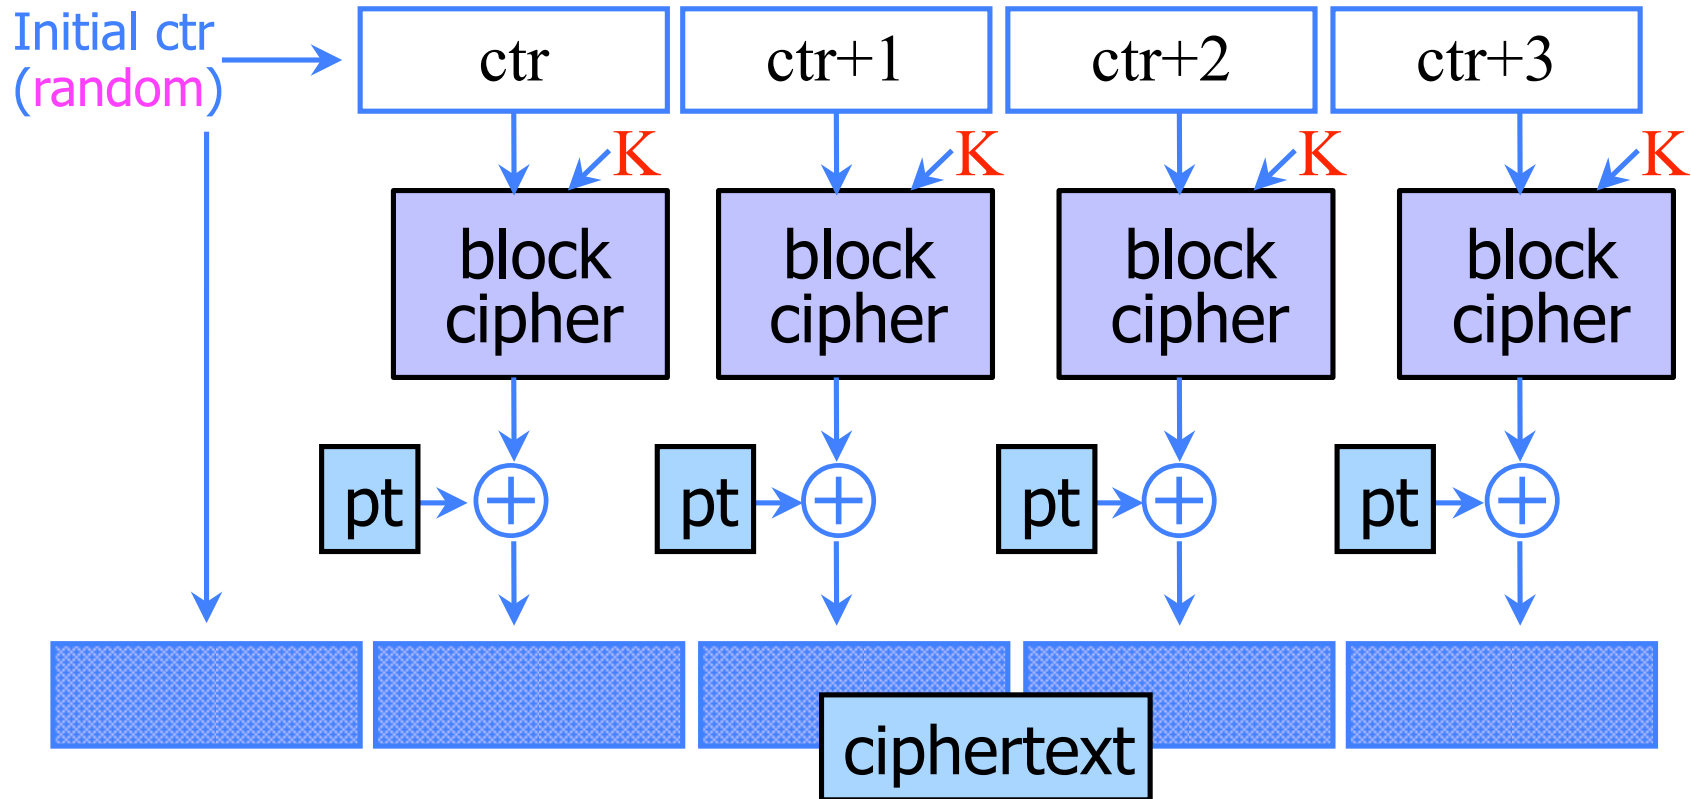 Initial ctr
(random)
ctr
ctr+1
ctr+2
ctr+3
K
K
K
K
block
cipher
block
cipher
block
cipher
block
cipher
pt
pt
pt
pt
ciphertext